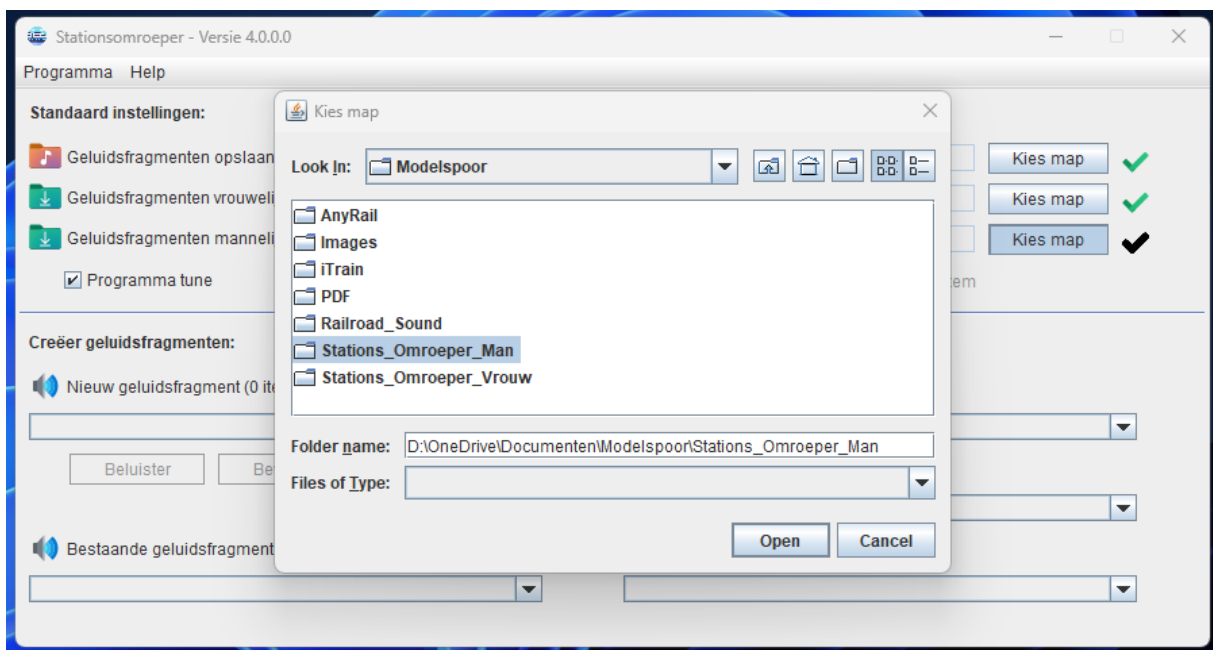 Stationsomroeper - Versie 4.0.0.0
Programma Help
Standaard instellingen:
Geluidsfragmenten opslaan
Kies map
Geluidsfragmenten vrouweli
Kies map
Geluidsfragmenten manneli
Kies map
Programma tune
em
Creëer geluidsfragmenten:
Nieuw geluidsfragment (0 ite
Beluister
Be
Bestaande geluidsfragment
Kies map
Look In: Modelspoor
AnyRail
Images
iTrain
PDF
Railroad_Sound
Stations_Omroeper_Man
Stations_Omroeper_Vrouw
Folder name: D:\OneDrive\Documenten\Modelspoor\Stations_Omroeper_Man
Files of Type:
Open Cancel